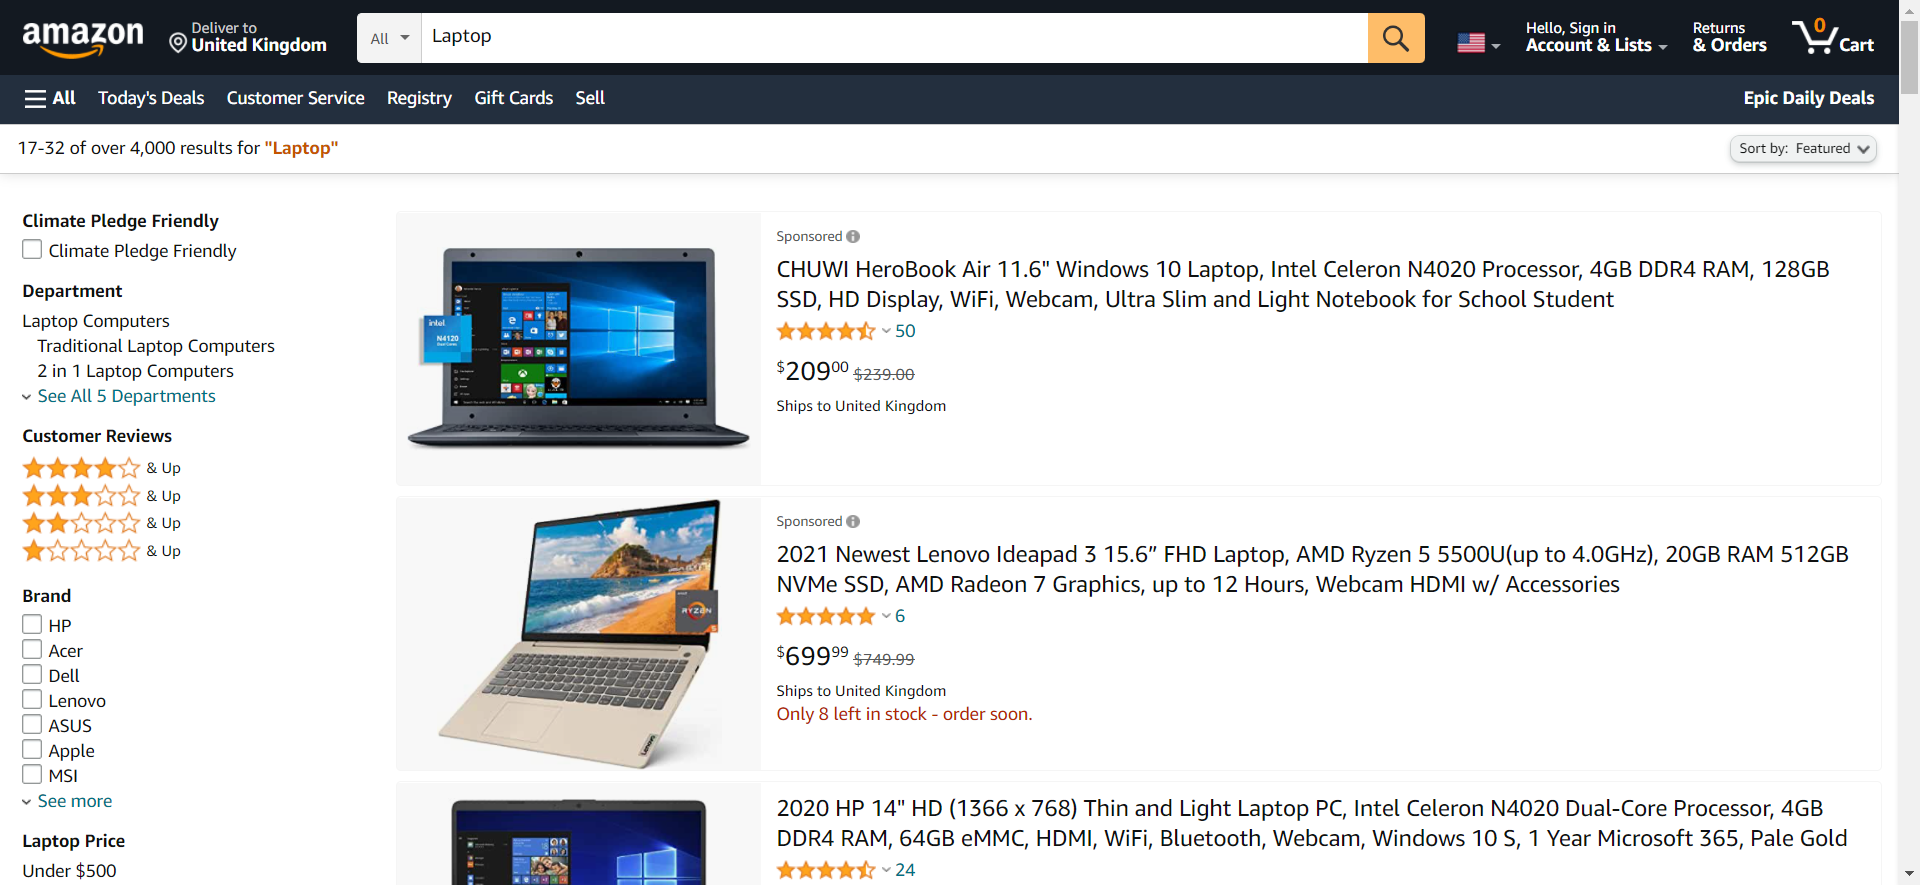 amazon
Deliver to
United Kingdom
All
Laptop
Hello, Sign in
Account & Lists
Returns
& Orders
0
Cart
All
Today's Deals
Customer Service
Registry
Gift Cards
Sell
Epic Daily Deals
17-32 of over 4,000 results for "Laptop"
Sort by: Featured
Climate Pledge Friendly
Climate Pledge Friendly
Department
Laptop Computers
Traditional Laptop Computers
2 in 1 Laptop Computers
See All 5 Departments
Customer Reviews
& Up
& Up
& Up
& Up
Brand
HP
Acer
Dell
Lenovo
ASUS
Apple
MSI
See more
Laptop Price
Under $500
intel
N4120
Sponsored
CHUWI HeroBook Air 11.6" Windows 10 Laptop, Intel Celeron N4020 Processor, 4GB DDR4 RAM, 128GB
SSD, HD Display, WiFi, Webcam, Ultra Slim and Light Notebook for School Student
50
$20900 $239.00
Ships to United Kingdom
RYZEN
5
Lenovo
Sponsored
2021 Newest Lenovo Ideapad 3 15.6” FHD Laptop, AMD Ryzen 5 5500U(up to 4.0GHz), 20GB RAM 512GB
NVMe SSD, AMD Radeon 7 Graphics, up to 12 Hours, Webcam HDMI w/ Accessories
6
$69999 $749.99
Ships to United Kingdom
Only 8 left in stock - order soon.
2020 HP 14" HD (1366 x 768) Thin and Light Laptop PC, Intel Celeron N4020 Dual-Core Processor, 4GB
DDR4 RAM, 64GB eMMC, HDMI, WiFi, Bluetooth, Webcam, Windows 10 S, 1 Year Microsoft 365, Pale Gold
24